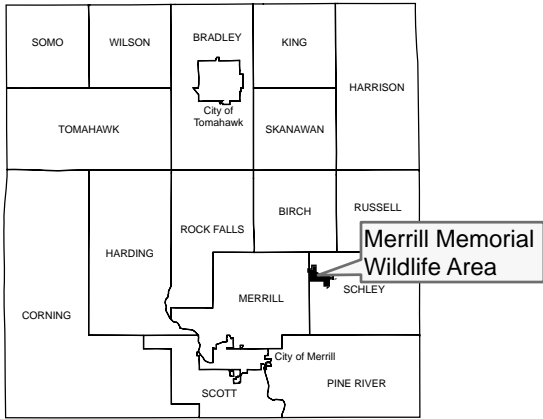 SOMO
WILSON
BRADLEY
KING
HARRISON
City of
Tomahawk
TOMAHAWK
SKANAWAN
RUSSELL
BIRCH
ROCK FALLS
HARDING
Merrill Memorial
Wildlife Area
SCHLEY
MERRILL
CORNING
City of Merrill
PINE RIVER
SCOTT